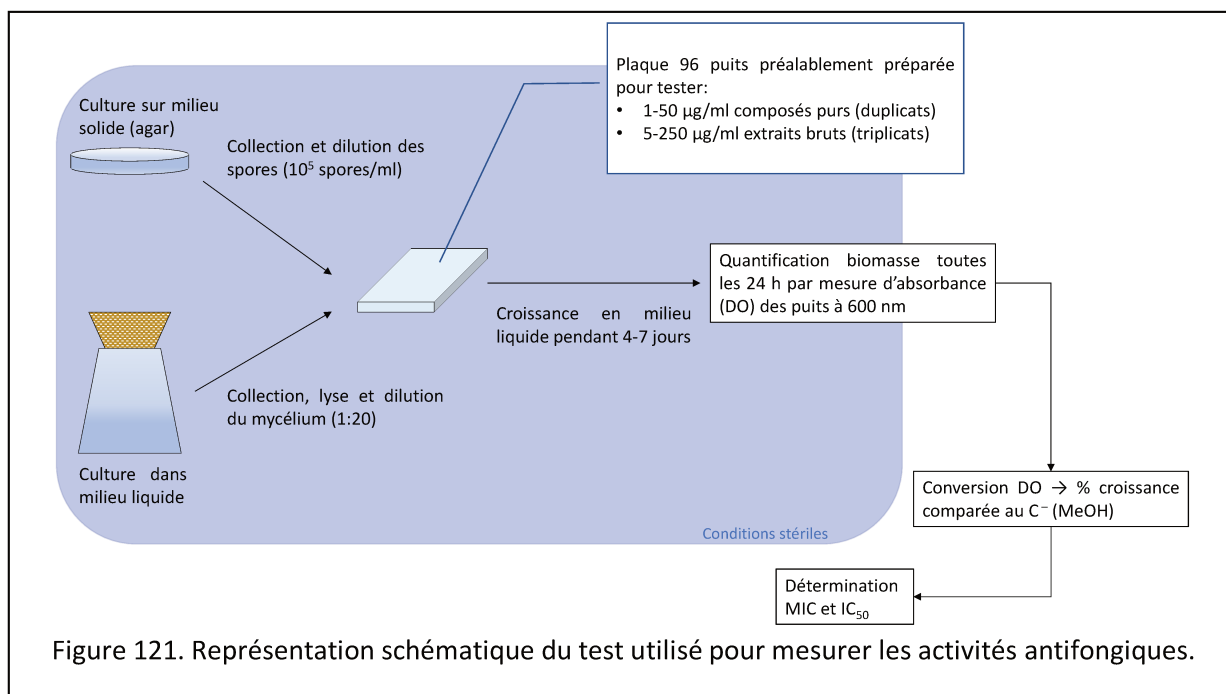 Plaque 96 puits préalablement préparée
pour tester:
• 1-50 µg/ml composés purs (duplicats)
• 5-250 µg/ml extraits bruts (triplicats)
Culture sur milieu
solide (agar)
Collection et dilution des
spores (10⁵ spores/ml)
Quantification biomasse toutes
les 24 h par mesure d’absorbance
(DO) des puits à 600 nm
Croissance en milieu
liquide pendant 4-7 jours
Collection, lyse et dilution
du mycélium (1:20)
Culture dans
milieu liquide
Conversion DO → % croissance
comparée au C⁻ (MeOH)
Conditions stériles
Détermination
MIC et IC₅₀
Figure 121. Représentation schématique du test utilisé pour mesurer les activités antifongiques.